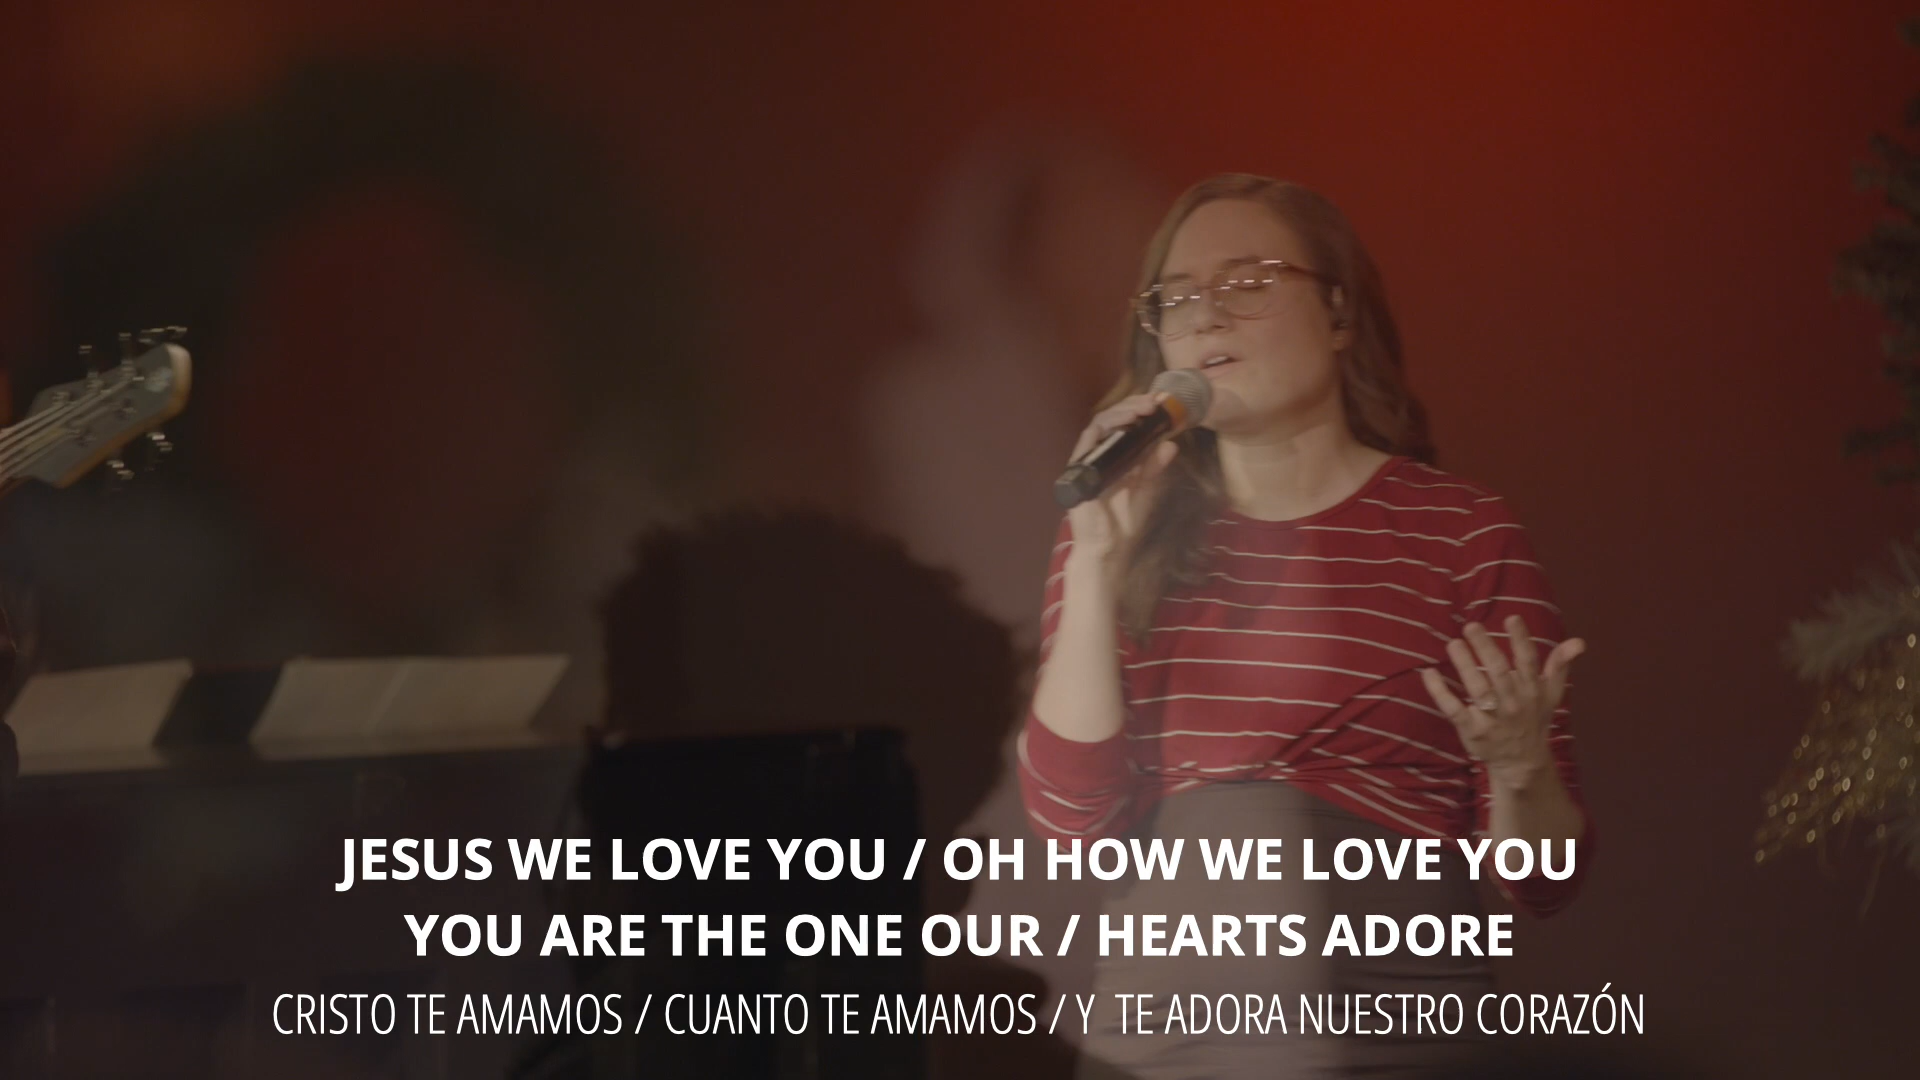 JESUS WE LOVE YOU / OH HOW WE LOVE YOU
YOU ARE THE ONE OUR / HEARTS ADORE
CRISTO TE AMAMOS / CUANTO TE AMAMOS / Y  TE ADORA NUESTRO CORAZÓN